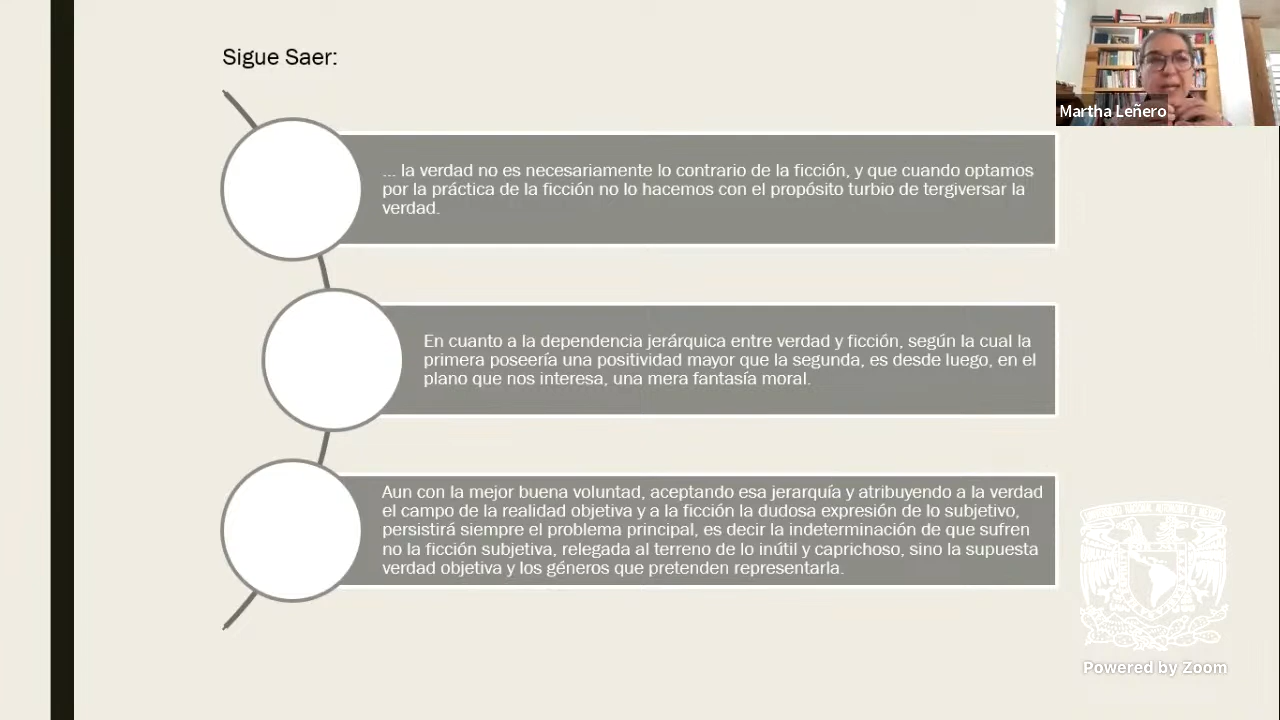 Sigue Saer:
Martha Leñero
... la verdad no es necesariamente lo contrario de la ficción, y que cuando optamos
por la práctica de la ficción no lo hacemos con el propósito turbio de tergiversar la
verdad.
En cuanto a la dependencia jerárquica entre verdad y ficción, según la cual la
primera poseería una positividad mayor que la segunda, es desde luego, en el
plano que nos interesa, una mera fantasía moral.
Aun con la mejor buena voluntad, aceptando esa jerarquía y atribuyendo a la verdad
el campo de la realidad objetiva y a la ficción la dudosa expresión de lo subjetivo,
persistirá siempre el problema principal, es decir la indeterminación de que sufren
no la ficción subjetiva, relegada al terreno de lo inútil y caprichoso, sino la supuesta
verdad objetiva y los géneros que pretenden representarla.
Powered by Zoom